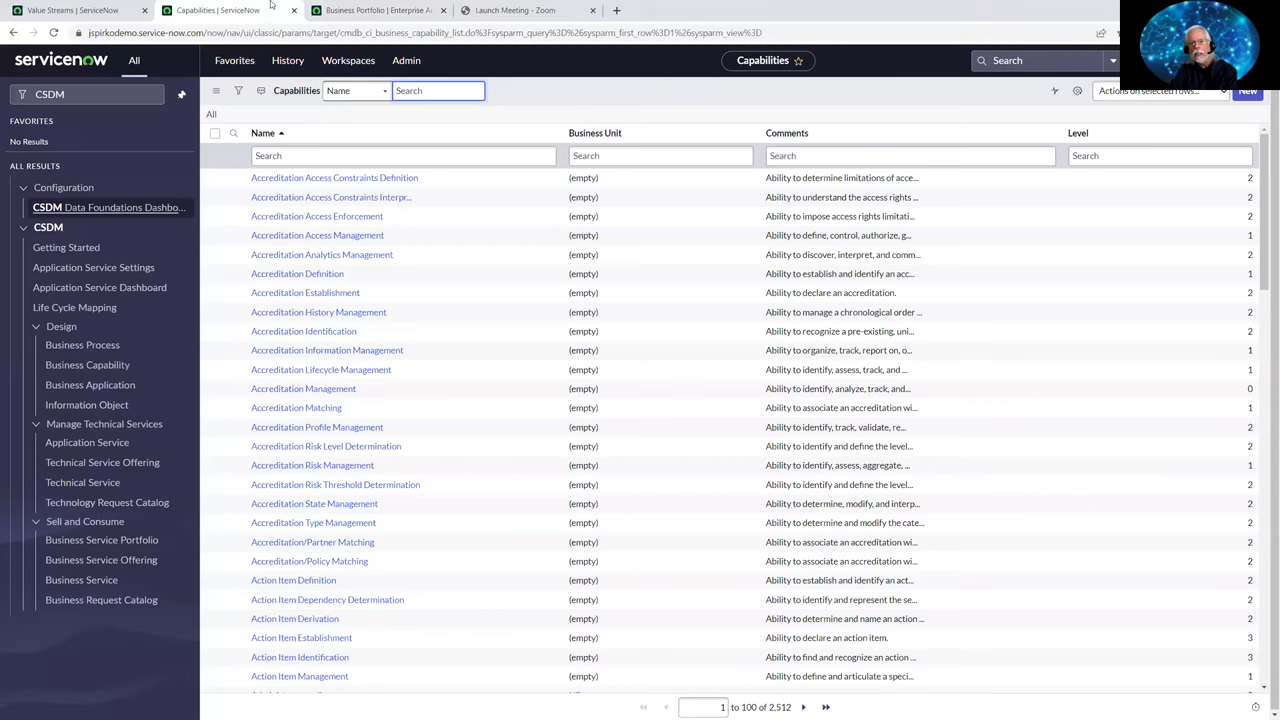 Value Streams | ServiceNow
Capabilities | ServiceNow
Business Portfolio | Enterprise Ar
Launch Meeting - Zoom
jspirkodemo.service-now.com/now/nav/ui/classic/params/target/cmdb_ci_business_capability_list.do%3Fsysparm_query%3D%26sysparm_first_row%3D1%26sysparm_view%3D
servicenow All Favorites History Workspaces Admin Capabilities Search
CSDM
FAVORITES
No Results
ALL RESULTS
Configuration
CSDM Data Foundations Dashbo...
CSDM
Getting Started
Application Service Settings
Application Service Dashboard
Life Cycle Mapping
Design
Business Process
Business Capability
Business Application
Information Object
Manage Technical Services
Application Service
Technical Service Offering
Technical Service
Technology Request Catalog
Sell and Consume
Business Service Portfolio
Business Service Offering
Business Service
Business Request Catalog
Capabilities Name Search Actions on selected rows... New
All
Name Business Unit Comments Level
Search Search Search Search
Accreditation Access Constraints Definition (empty) Ability to determine limitations of acce... 2
Accreditation Access Constraints Interpr... (empty) Ability to understand the access rights ... 2
Accreditation Access Enforcement (empty) Ability to impose access rights limitati... 2
Accreditation Access Management (empty) Ability to define, control, authorize, g... 1
Accreditation Analytics Management (empty) Ability to discover, interpret, and comm... 2
Accreditation Definition (empty) Ability to establish and identify an acc... 1
Accreditation Establishment (empty) Ability to declare an accreditation. 2
Accreditation History Management (empty) Ability to manage a chronological order ... 2
Accreditation Identification (empty) Ability to recognize a pre-existing, uni... 2
Accreditation Information Management (empty) Ability to organize, track, report on, o... 1
Accreditation Lifecycle Management (empty) Ability to identify, assess, track, and ... 1
Accreditation Management (empty) Ability to identify, analyze, track, and... 0
Accreditation Matching (empty) Ability to associate an accreditation wi... 1
Accreditation Profile Management (empty) Ability to identify, track, validate, re... 2
Accreditation Risk Level Determination (empty) Ability to identify and define the level... 2
Accreditation Risk Management (empty) Ability to identify, assess, aggregate, ... 1
Accreditation Risk Threshold Determination (empty) Ability to identify and define the level... 2
Accreditation State Management (empty) Ability to determine, modify, and interp... 2
Accreditation Type Management (empty) Ability to determine and modify the cate... 2
Accreditation/Partner Matching (empty) Ability to associate an accreditation wi... 2
Accreditation/Policy Matching (empty) Ability to associate an accreditation wi... 2
Action Item Definition (empty) Ability to establish and identify an act... 2
Action Item Dependency Determination (empty) Ability to identify and represent the se... 2
Action Item Derivation (empty) Ability to determine and name an action ... 2
Action Item Establishment (empty) Ability to declare an action item. 3
Action Item Identification (empty) Ability to find and recognize an action ... 3
Action Item Management (empty) Ability to define and articulate a speci... 1
1 to 100 of 2,512